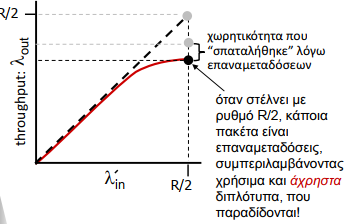 R/2
throughput: λout
λ′in
R/2
χωρητικότητα που
“σπαταλήθηκε” λόγω
επαναμεταδόσεων
όταν στέλνει με
ρυθμό R/2, κάποια
πακέτα είναι
επαναμεταδόσεις,
συμπεριλαμβάνοντας
χρήσιμα και άχρηστα
διπλότυπα, που
παραδίδονται!